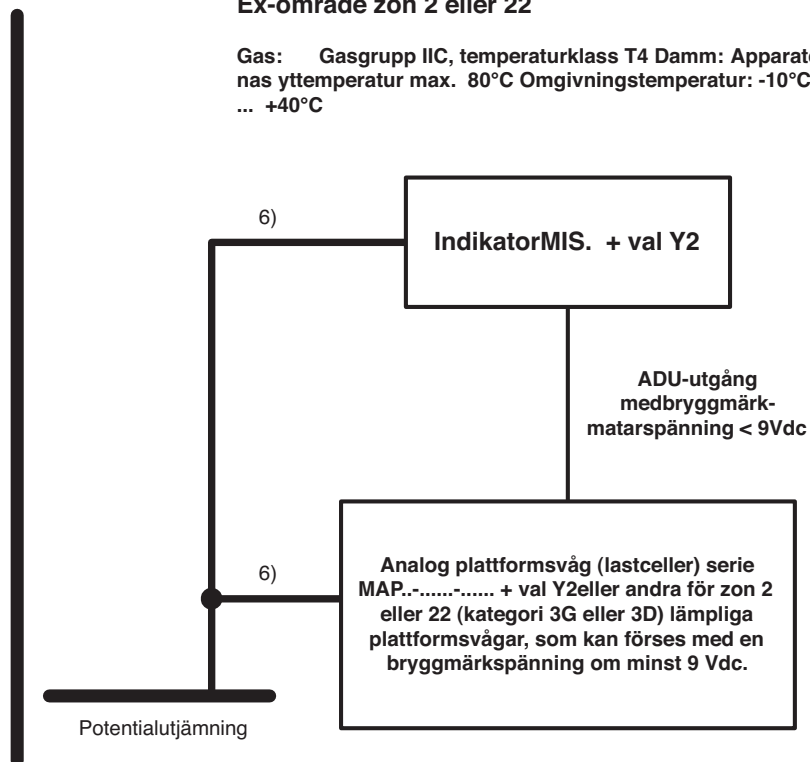 Ex-område zon 2 eller 22
Gas: Gasgrupp IIC, temperaturklass T4 Damm: Apparate
nas yttemperatur max. 80°C Omgivningstemperatur: -10°C
... +40°C
6)
IndikatorMIS. + val Y2
ADU-utgång
medbryggmärk-
matarspänning < 9Vdc
6)
Analog plattformsvåg (lastceller) serie
MAP..-......-...... + val Y2eller andra för zon 2
eller 22 (kategori 3G eller 3D) lämpliga
plattformsvågar, som kan förses med en
bryggmärkspänning om minst 9 Vdc.
Potentialutjämning